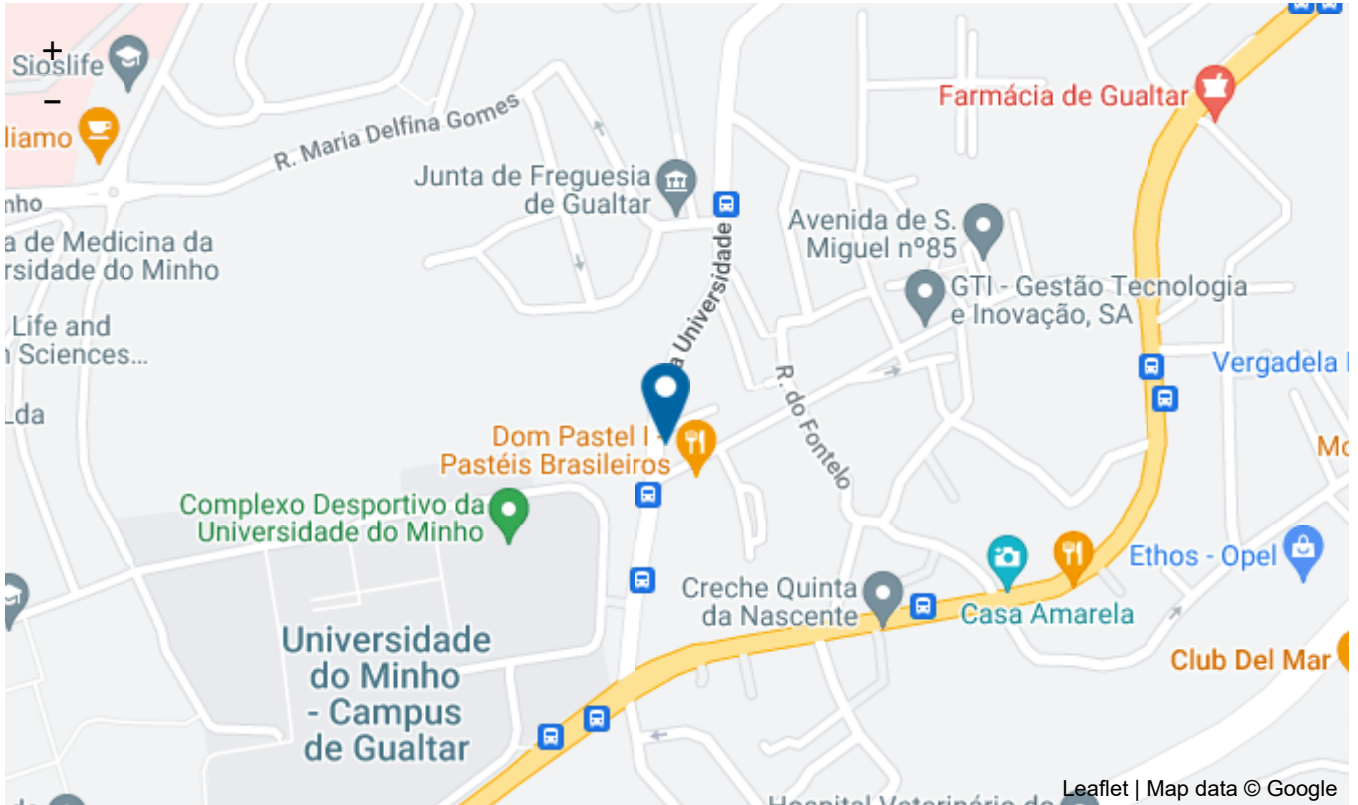 +
Sioslife
−
liamo
R. Maria Delfina Gomes
Farmácia de Gualtar
Junta de Freguesia
de Gualtar
nho
a de Medicina da
rsidade do Minho
Avenida de S.
Miguel nº85
a Universidade
GTI - Gestão Tecnologia
e Inovação, SA
Life and
Sciences...
Vergadela
R. do Fontelo
Lda
Dom Pastel I -
Pastéis Brasileiros
Complexo Desportivo da
Universidade do Minho
Ethos - Opel
Creche Quinta
da Nascente
Casa Amarela
Universidade
do Minho
- Campus
de Gualtar
Club Del Mar
Leaflet | Map data © Google
Hospital Veterinário do